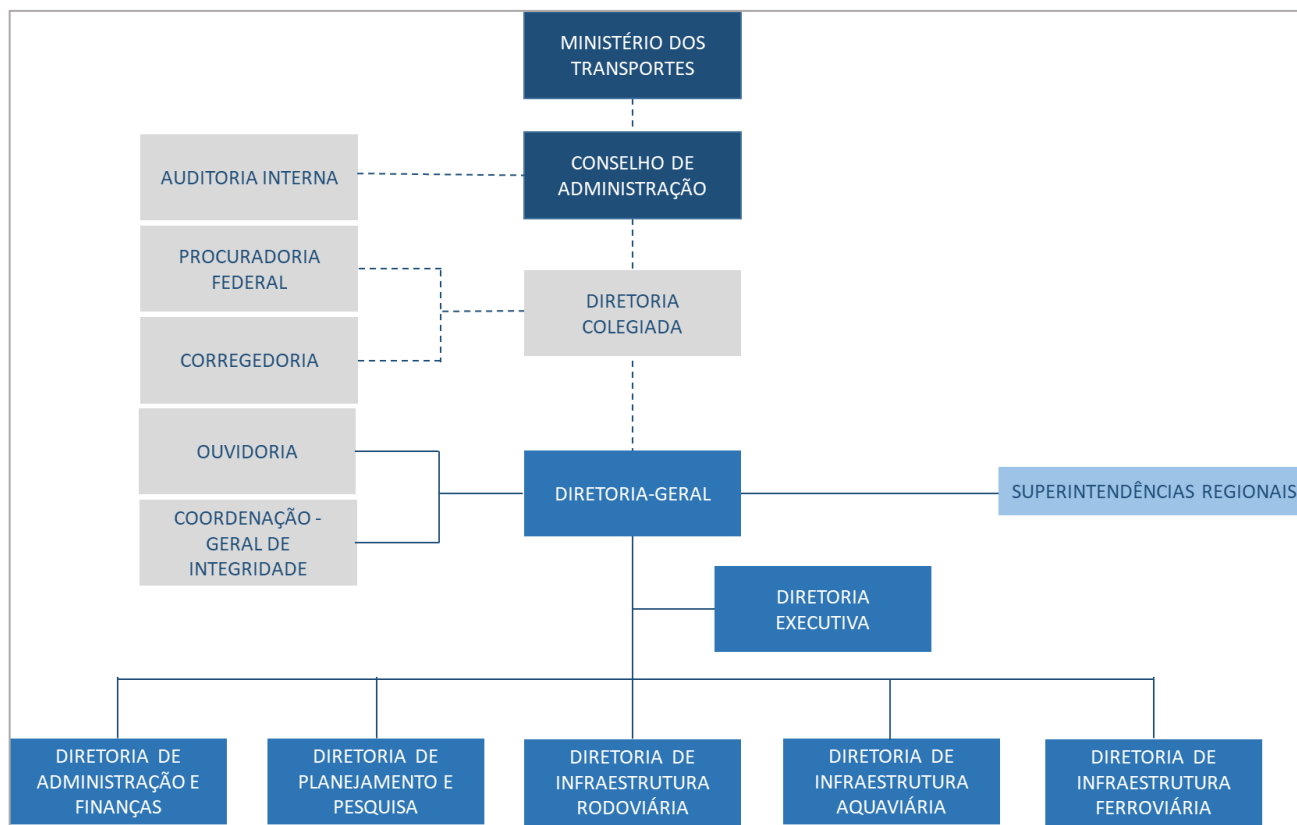 MINISTÉRIO DOS
TRANSPORTES
CONSELHO DE
ADMINISTRAÇÃO
AUDITORIA INTERNA
PROCURADORIA
FEDERAL
DIRETORIA
COLEGIADA
CORREGEDORIA
OUVIDORIA
DIRETORIA-GERAL
SUPERINTENDÊNCIAS REGIONAIS
COORDENAÇÃO -
GERAL DE
INTEGRIDADE
DIRETORIA
EXECUTIVA
DIRETORIA DE
ADMINISTRAÇÃO E
FINANÇAS
DIRETORIA DE
PLANEJAMENTO E
PESQUISA
DIRETORIA DE
INFRAESTRUTURA
RODOVIÁRIA
DIRETORIA DE
INFRAESTRUTURA
AQUAVIÁRIA
DIRETORIA DE
INFRAESTRUTURA
FERROVIÁRIA